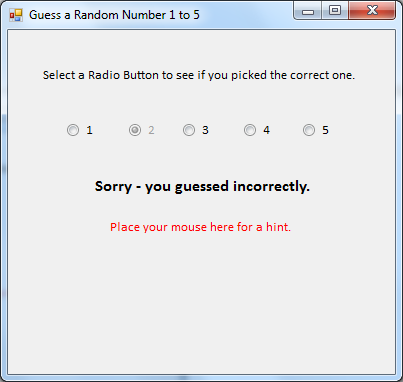 Guess a Random Number 1 to 5
Select a Radio Button to see if you picked the correct one.
1 2 3 4 5
Sorry - you guessed incorrectly.
Place your mouse here for a hint.